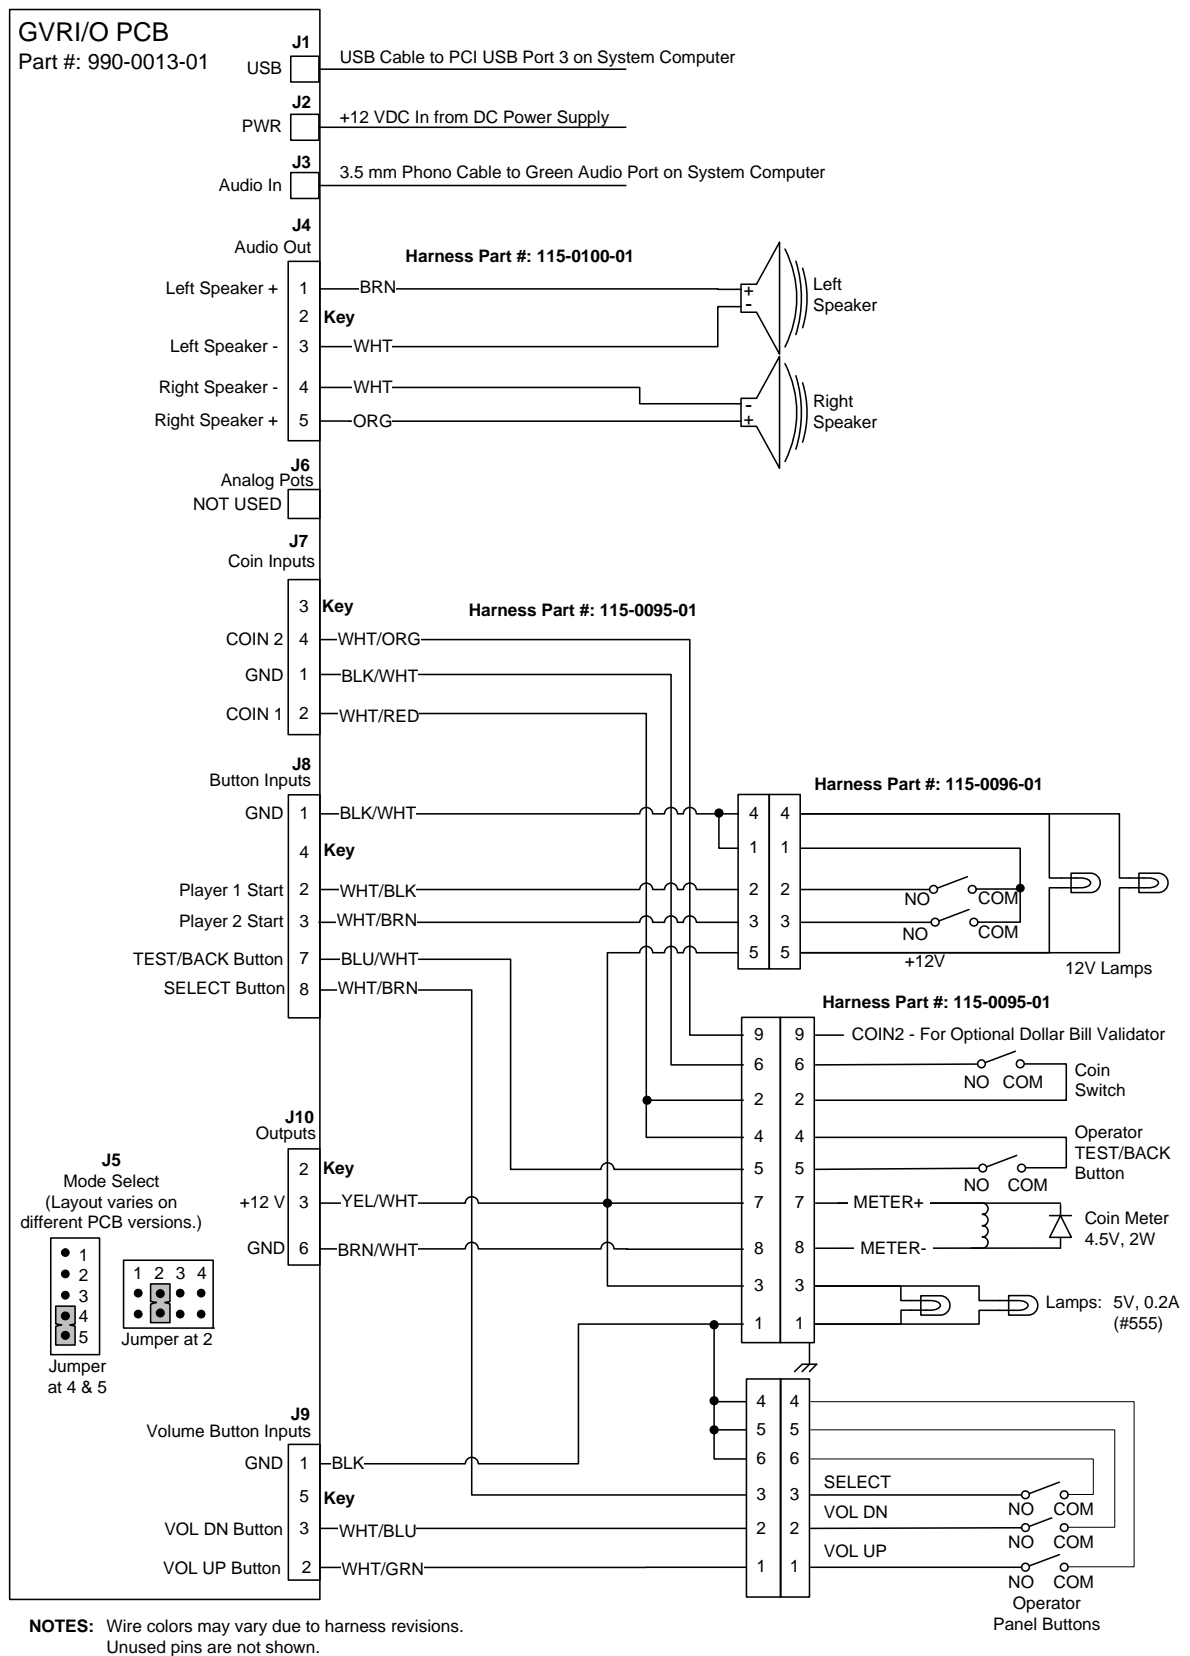 GVRI/O PCB
Part #: 990-0013-01
J1
USB
USB Cable to PCI USB Port 3 on System Computer
J2
PWR
+12 VDC In from DC Power Supply
J3
Audio In
3.5 mm Phono Cable to Green Audio Port on System Computer
J4
Audio Out
Harness Part #: 115-0100-01
Left Speaker + 1 BRN
+
-
Left
Speaker
2 Key
Left Speaker - 3 WHT
Right Speaker - 4 WHT
-
+
Right
Speaker
Right Speaker + 5 ORG
J6
Analog Pots
NOT USED
J7
Coin Inputs
3 Key
Harness Part #: 115-0095-01
COIN 2 4 WHT/ORG
GND 1 BLK/WHT
COIN 1 2 WHT/RED
J8
Button Inputs
Harness Part #: 115-0096-01
GND 1 BLK/WHT 4 4
4 Key 1 1
Player 1 Start 2 WHT/BLK 2 2 NO COM
Player 2 Start 3 WHT/BRN 3 3 NO COM
TEST/BACK Button 7 BLU/WHT 5 5 +12V
12V Lamps
SELECT Button 8 WHT/BRN
Harness Part #: 115-0095-01
9 9 COIN2 - For Optional Dollar Bill Validator
6 6 NO COM
Coin
Switch
2 2
J10
Outputs
4 4
Operator
TEST/BACK
Button
2 Key 5 5 NO COM
+12 V 3 YEL/WHT 7 7 METER+
Coin Meter
4.5V, 2W
GND 6 BRN/WHT 8 8 METER-
3 3
Lamps: 5V, 0.2A
(#555)
1 1
J5
Mode Select
(Layout varies on
different PCB versions.)
1
2
3
4
5
Jumper
at 4 & 5
1 2 3 4
Jumper at 2
4 4
5 5
6 6
J9
Volume Button Inputs
GND 1 BLK
5 Key 3 3 SELECT NO COM
VOL DN Button 3 WHT/BLU 2 2 VOL DN NO COM
VOL UP Button 2 WHT/GRN 1 1 VOL UP NO COM
Operator
Panel Buttons
NOTES: Wire colors may vary due to harness revisions.
Unused pins are not shown.